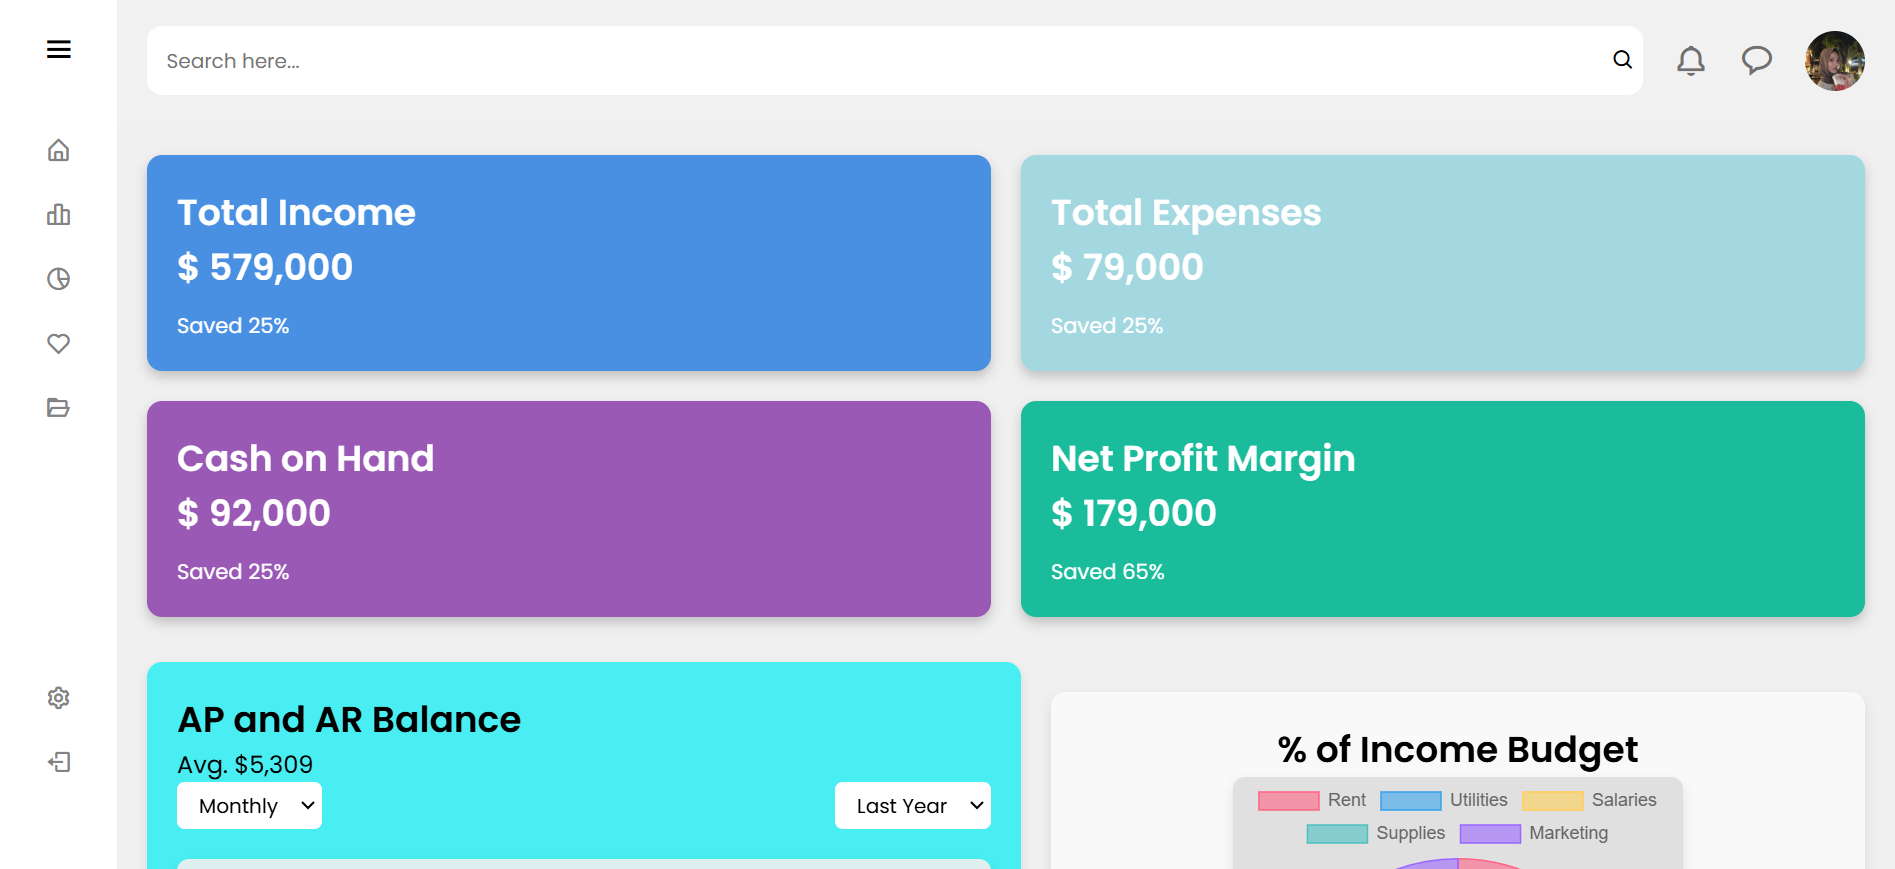 Search here...
Total Income
$ 579,000
Saved 25%
Total Expenses
$ 79,000
Saved 25%
Cash on Hand
$ 92,000
Saved 25%
Net Profit Margin
$ 179,000
Saved 65%
AP and AR Balance
Avg. $5,309
Monthly
Last Year
% of Income Budget
Rent Utilities Salaries
Supplies Marketing